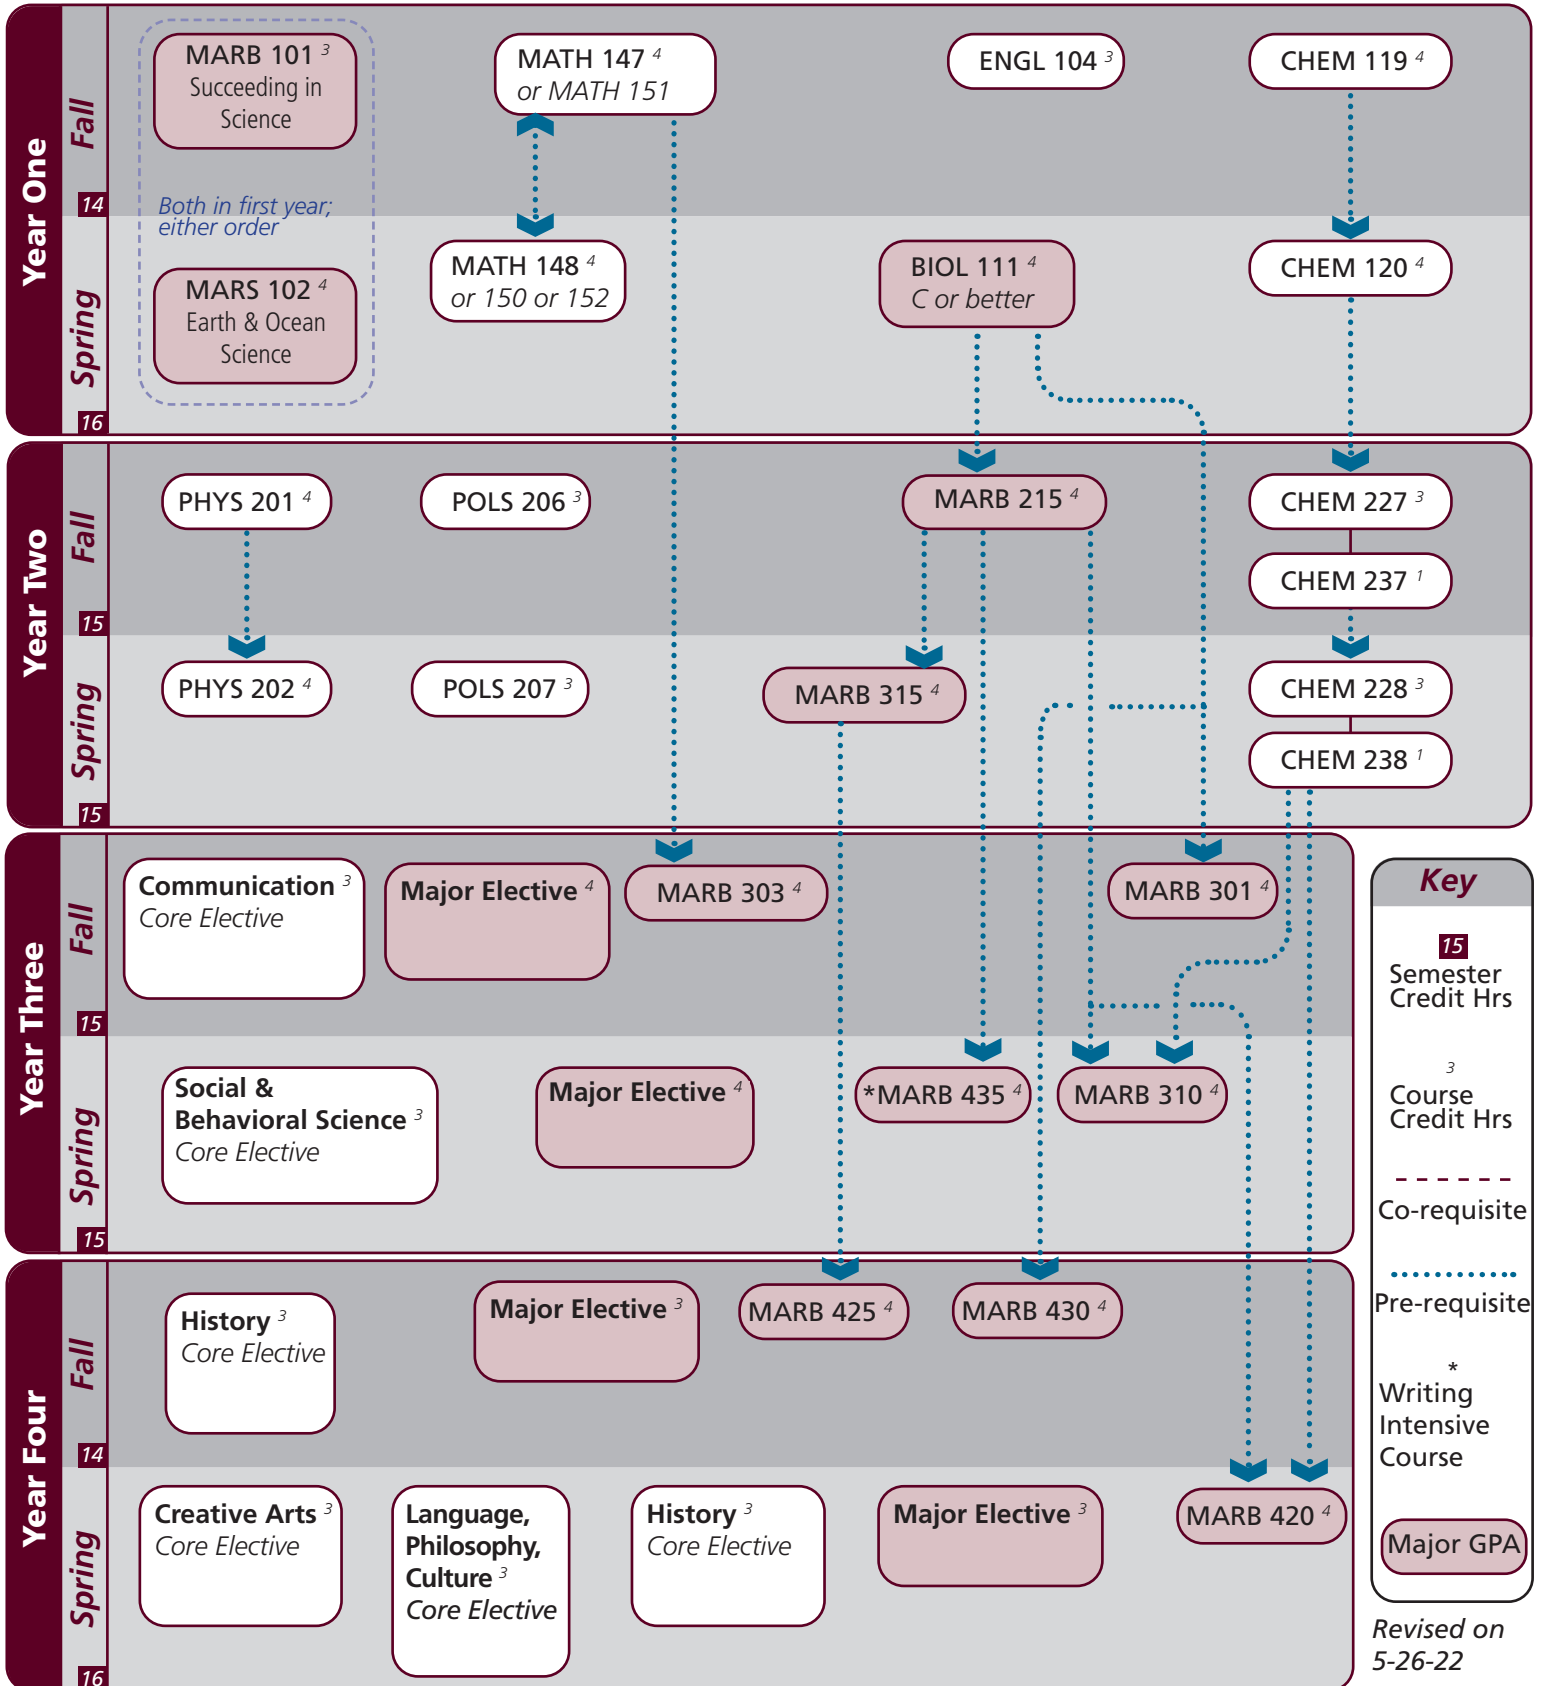 Year One
Fall
MARB 101 3
Succeeding in
Science
MATH 147 4
or MATH 151
ENGL 104 3
CHEM 119 4
14
Both in first year;
either order
Spring
MARS 102 4
Earth & Ocean
Science
MATH 148 4
or 150 or 152
BIOL 111 4
C or better
CHEM 120 4
16
Year Two
Fall
PHYS 201 4
POLS 206 3
MARB 215 4
CHEM 227 3
CHEM 237 1
15
Spring
PHYS 202 4
POLS 207 3
MARB 315 4
CHEM 228 3
CHEM 238 1
15
Year Three
Fall
Communication 3
Core Elective
Major Elective 4
MARB 303 4
MARB 301 4
15
Spring
Social &
Behavioral Science 3
Core Elective
Major Elective 4
*MARB 435 4
MARB 310 4
15
Year Four
Fall
History 3
Core Elective
Major Elective 3
MARB 425 4
MARB 430 4
14
Spring
Creative Arts 3
Core Elective
Language,
Philosophy,
Culture 3
Core Elective
History 3
Core Elective
Major Elective 3
MARB 420 4
16
Key
15
Semester
Credit Hrs
3
Course
Credit Hrs
Co-requisite
Pre-requisite
*
Writing
Intensive
Course
Major GPA
Revised on
5-26-22